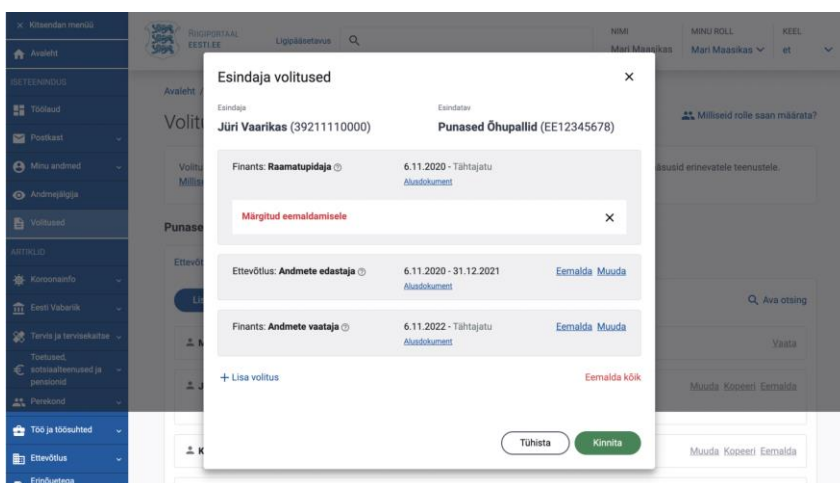 Kitsendan menüü
Avaleht
ISETEENINDUS
Töölaud
Postkast
Minu andmed
Andmejälgija
Volitused
ARTIKLID
Koroonainfo
Eesti Vabariik
Tervis ja tervisekaitse
Toetused,
sotsiaalteenused ja
pensionid
Perekond
Töö ja töösuhted
Ettevõtlus
Erinõuetega
RIIGIPORTAAL
EESTI.EE
Ligipääsetavus
NIMI
Mari Maasikas
MINU ROLL
Mari Maasikas
KEEL
et
Avaleht /
Volit
Milliseid rolle saan määrata?
Volitu
äsusid erinevatele teenustele.
Millise
Punase
Ettevõt
Lis
Ava otsing
Vaata
J
Muuda Kopeeri Eemalda
K
Muuda Kopeeri Eemalda
Esindaja volitused
Esindaja
Jüri Vaarikas (39211110000)
Esindatav
Punased Õhupallid (EE12345678)
Finants: Raamatupidaja
6.11.2020 - Tähtajatu
Alusdokument
Märgitud eemaldamisele
Ettevõtlus: Andmete edastaja
6.11.2020 - 31.12.2021
Alusdokument
Eemalda Muuda
Finants: Andmete vaataja
6.11.2022 - Tähtajatu
Alusdokument
Eemalda Muuda
+ Lisa volitus
Eemalda kõik
Tühista
Kinnita